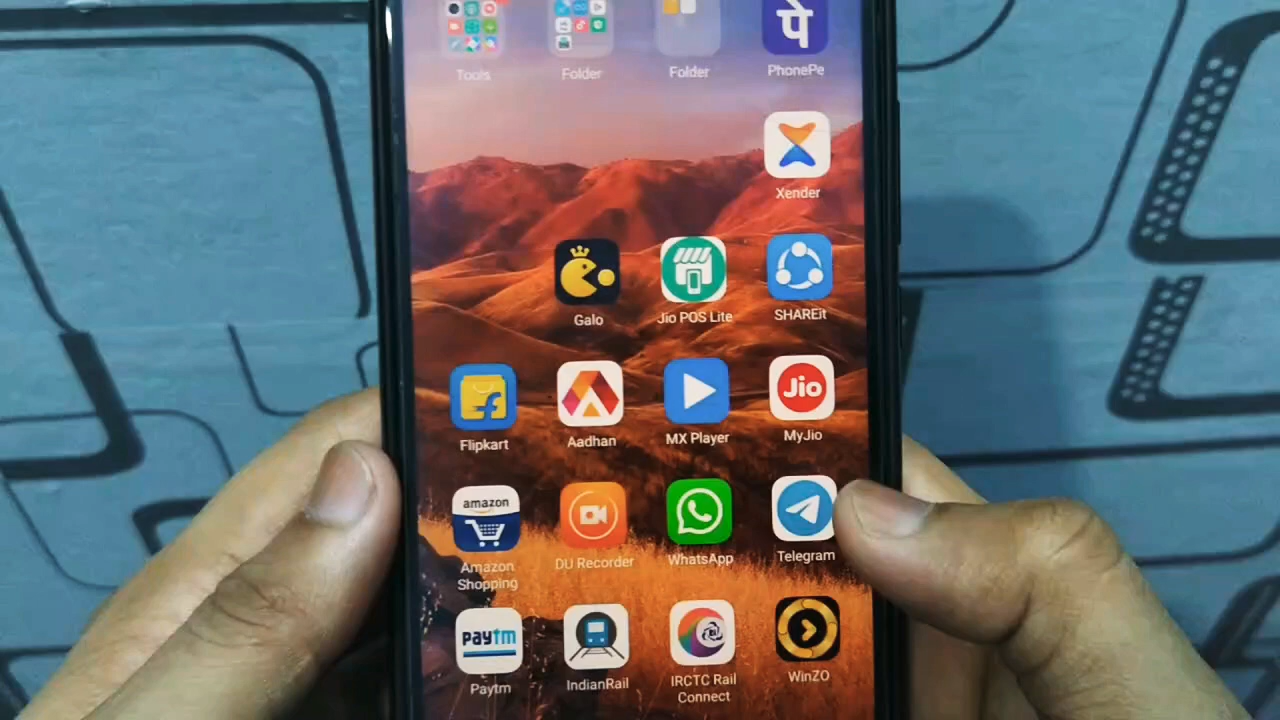 Tools
Folder
Folder
पे
PhonePe
Xender
Galo
Jio POS Lite
SHAREit
Flipkart
Aadhan
MX Player
Jio
MyJio
amazon
Amazon
Shopping
DU Recorder
WhatsApp
Telegram
Paytm
Paytm
IndianRail
IRCTC Rail
Connect
WinZO